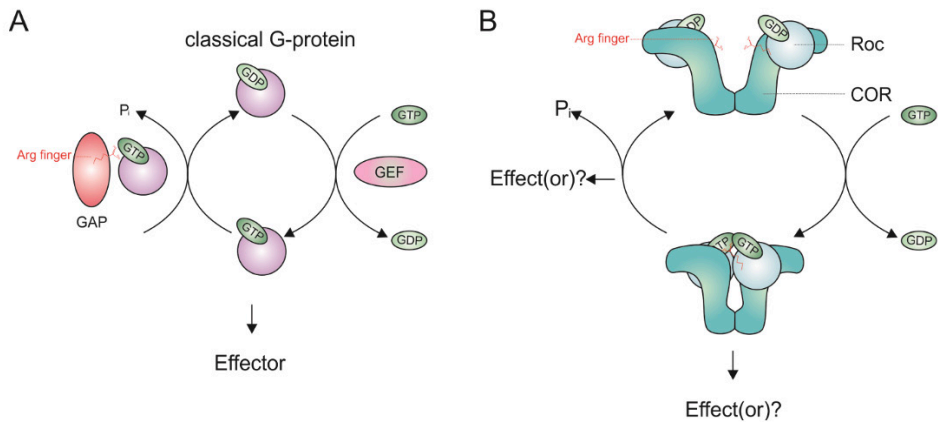 A
classical G-protein
GDP
Pi
GTP
Arg finger
GTP
GEF
GAP
GTP
GDP
Effector
B
GDP
Arg finger
Roc
COR
Pi
GTP
Effect(or)?
GTP
GDP
Effect(or)?